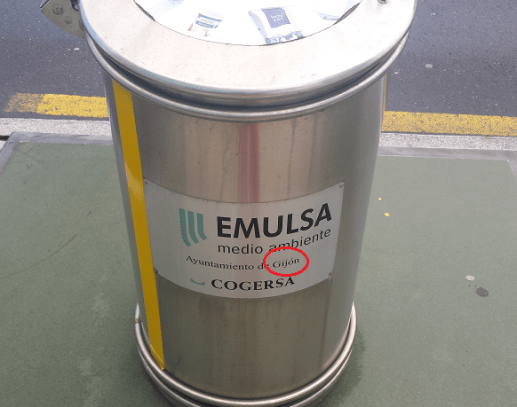 EMULSA
medio ambiente
Ayuntamiento de Gijón
COGERSA